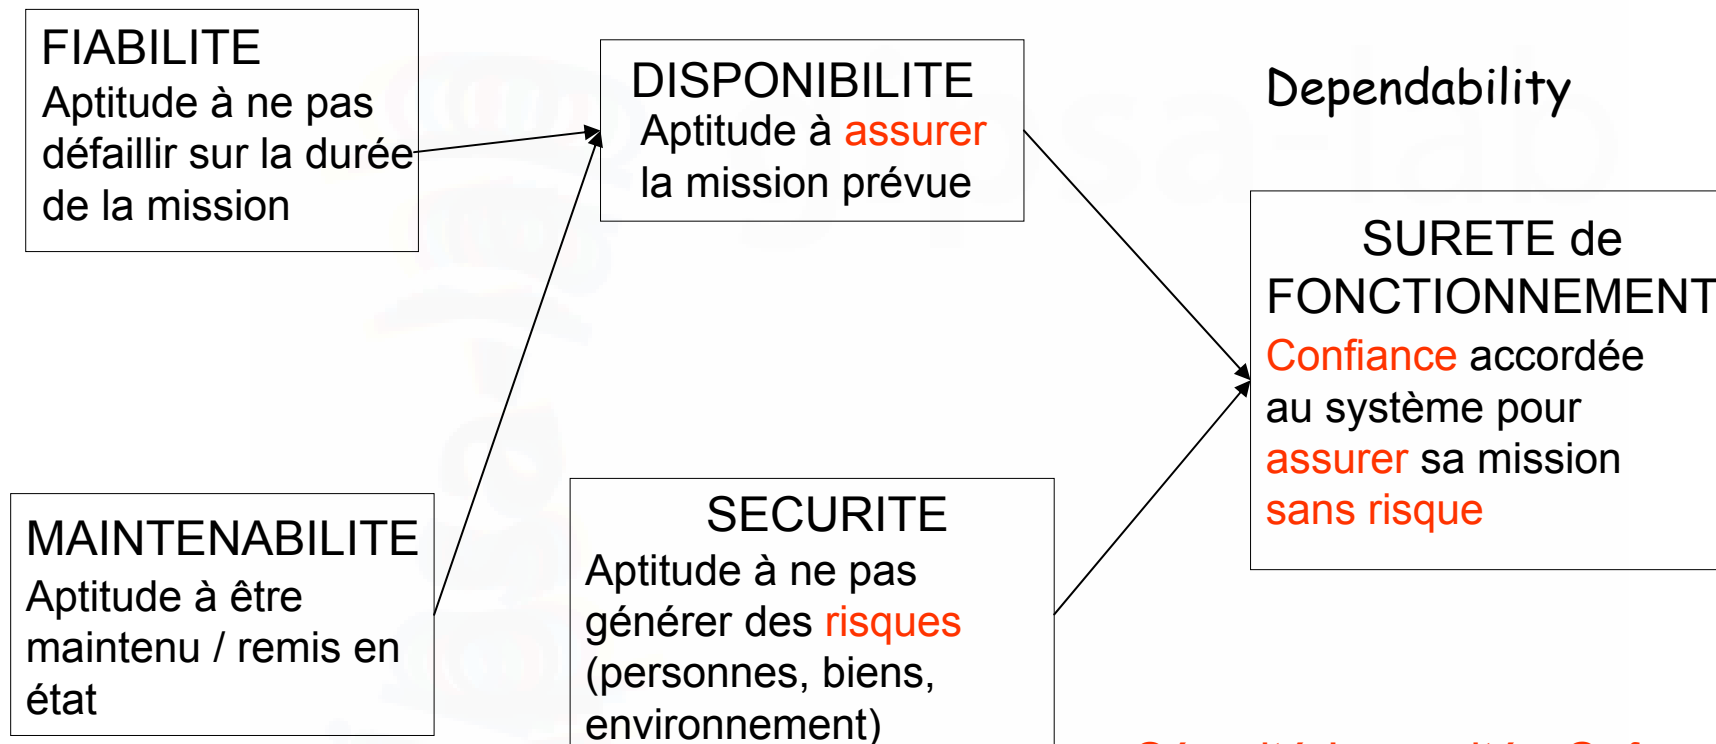 FIABILITE
Aptitude à ne pas
défaillir sur la durée
de la mission
DISPONIBILITE
Aptitude à assurer
la mission prévue
Dependability
SURETE de
FONCTIONNEMENT
Confiance accordée
au système pour
assurer sa mission
sans risque
MAINTENABILITE
Aptitude à être
maintenu / remis en
état
SECURITE
Aptitude à ne pas
générer des risques
(personnes, biens,
environnement)